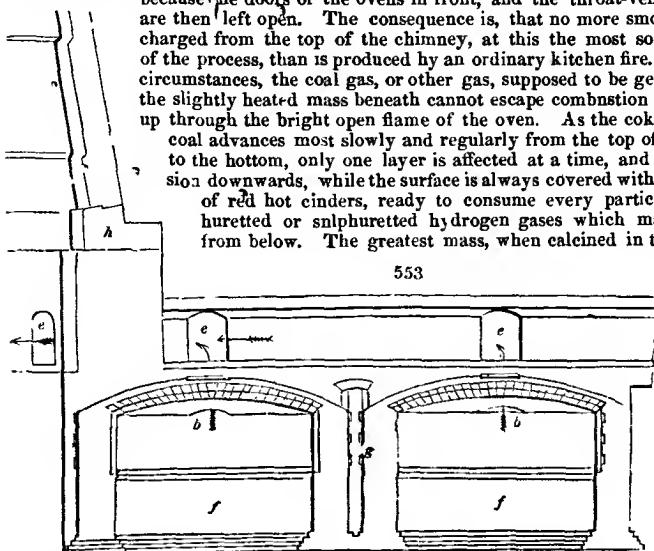 because the doors of the ovens in front, and the throat-ven
are then left open. The consequence is, that no more smo
charged from the top of the chimney, at this the most so
of the process, than is produced hy an ordinary kitchen fire.
circumstances, the coal gas, or other gas, supposed to be ge
the slightly heated mass beneath cannot escape combnstion
up through the bright open flame of the oven. As the cok
coal advances most slowly and regularly from the top of
to the bottom, only one layer is affected at a time, and
sion downwards, while the surface is always covered with
of red hot cinders, ready to consume every partic
huretted or snlphuretted hydrogen gases which m
from below. The greatest mass, when calcined in t
553
h
e
e
e
b
b
g
f
f